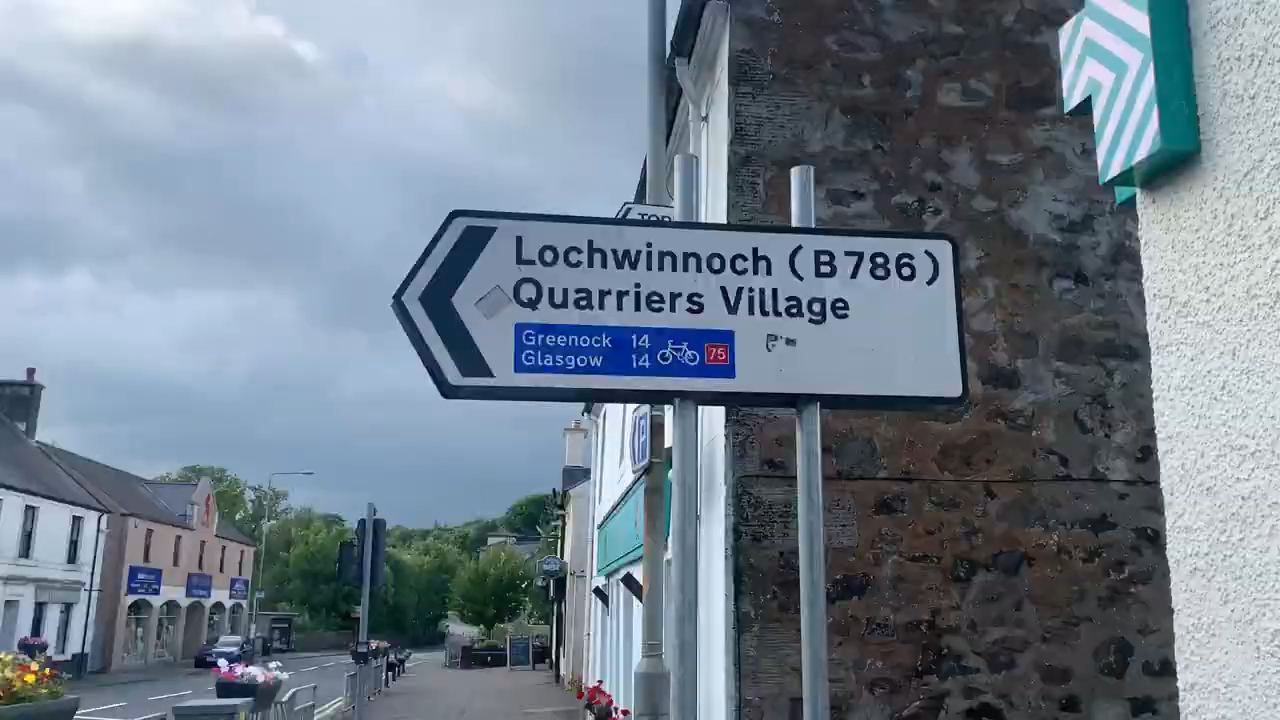 Lochwinnoch (B786)
Quarriers Village
Greenock 14
Glasgow 14
75
P